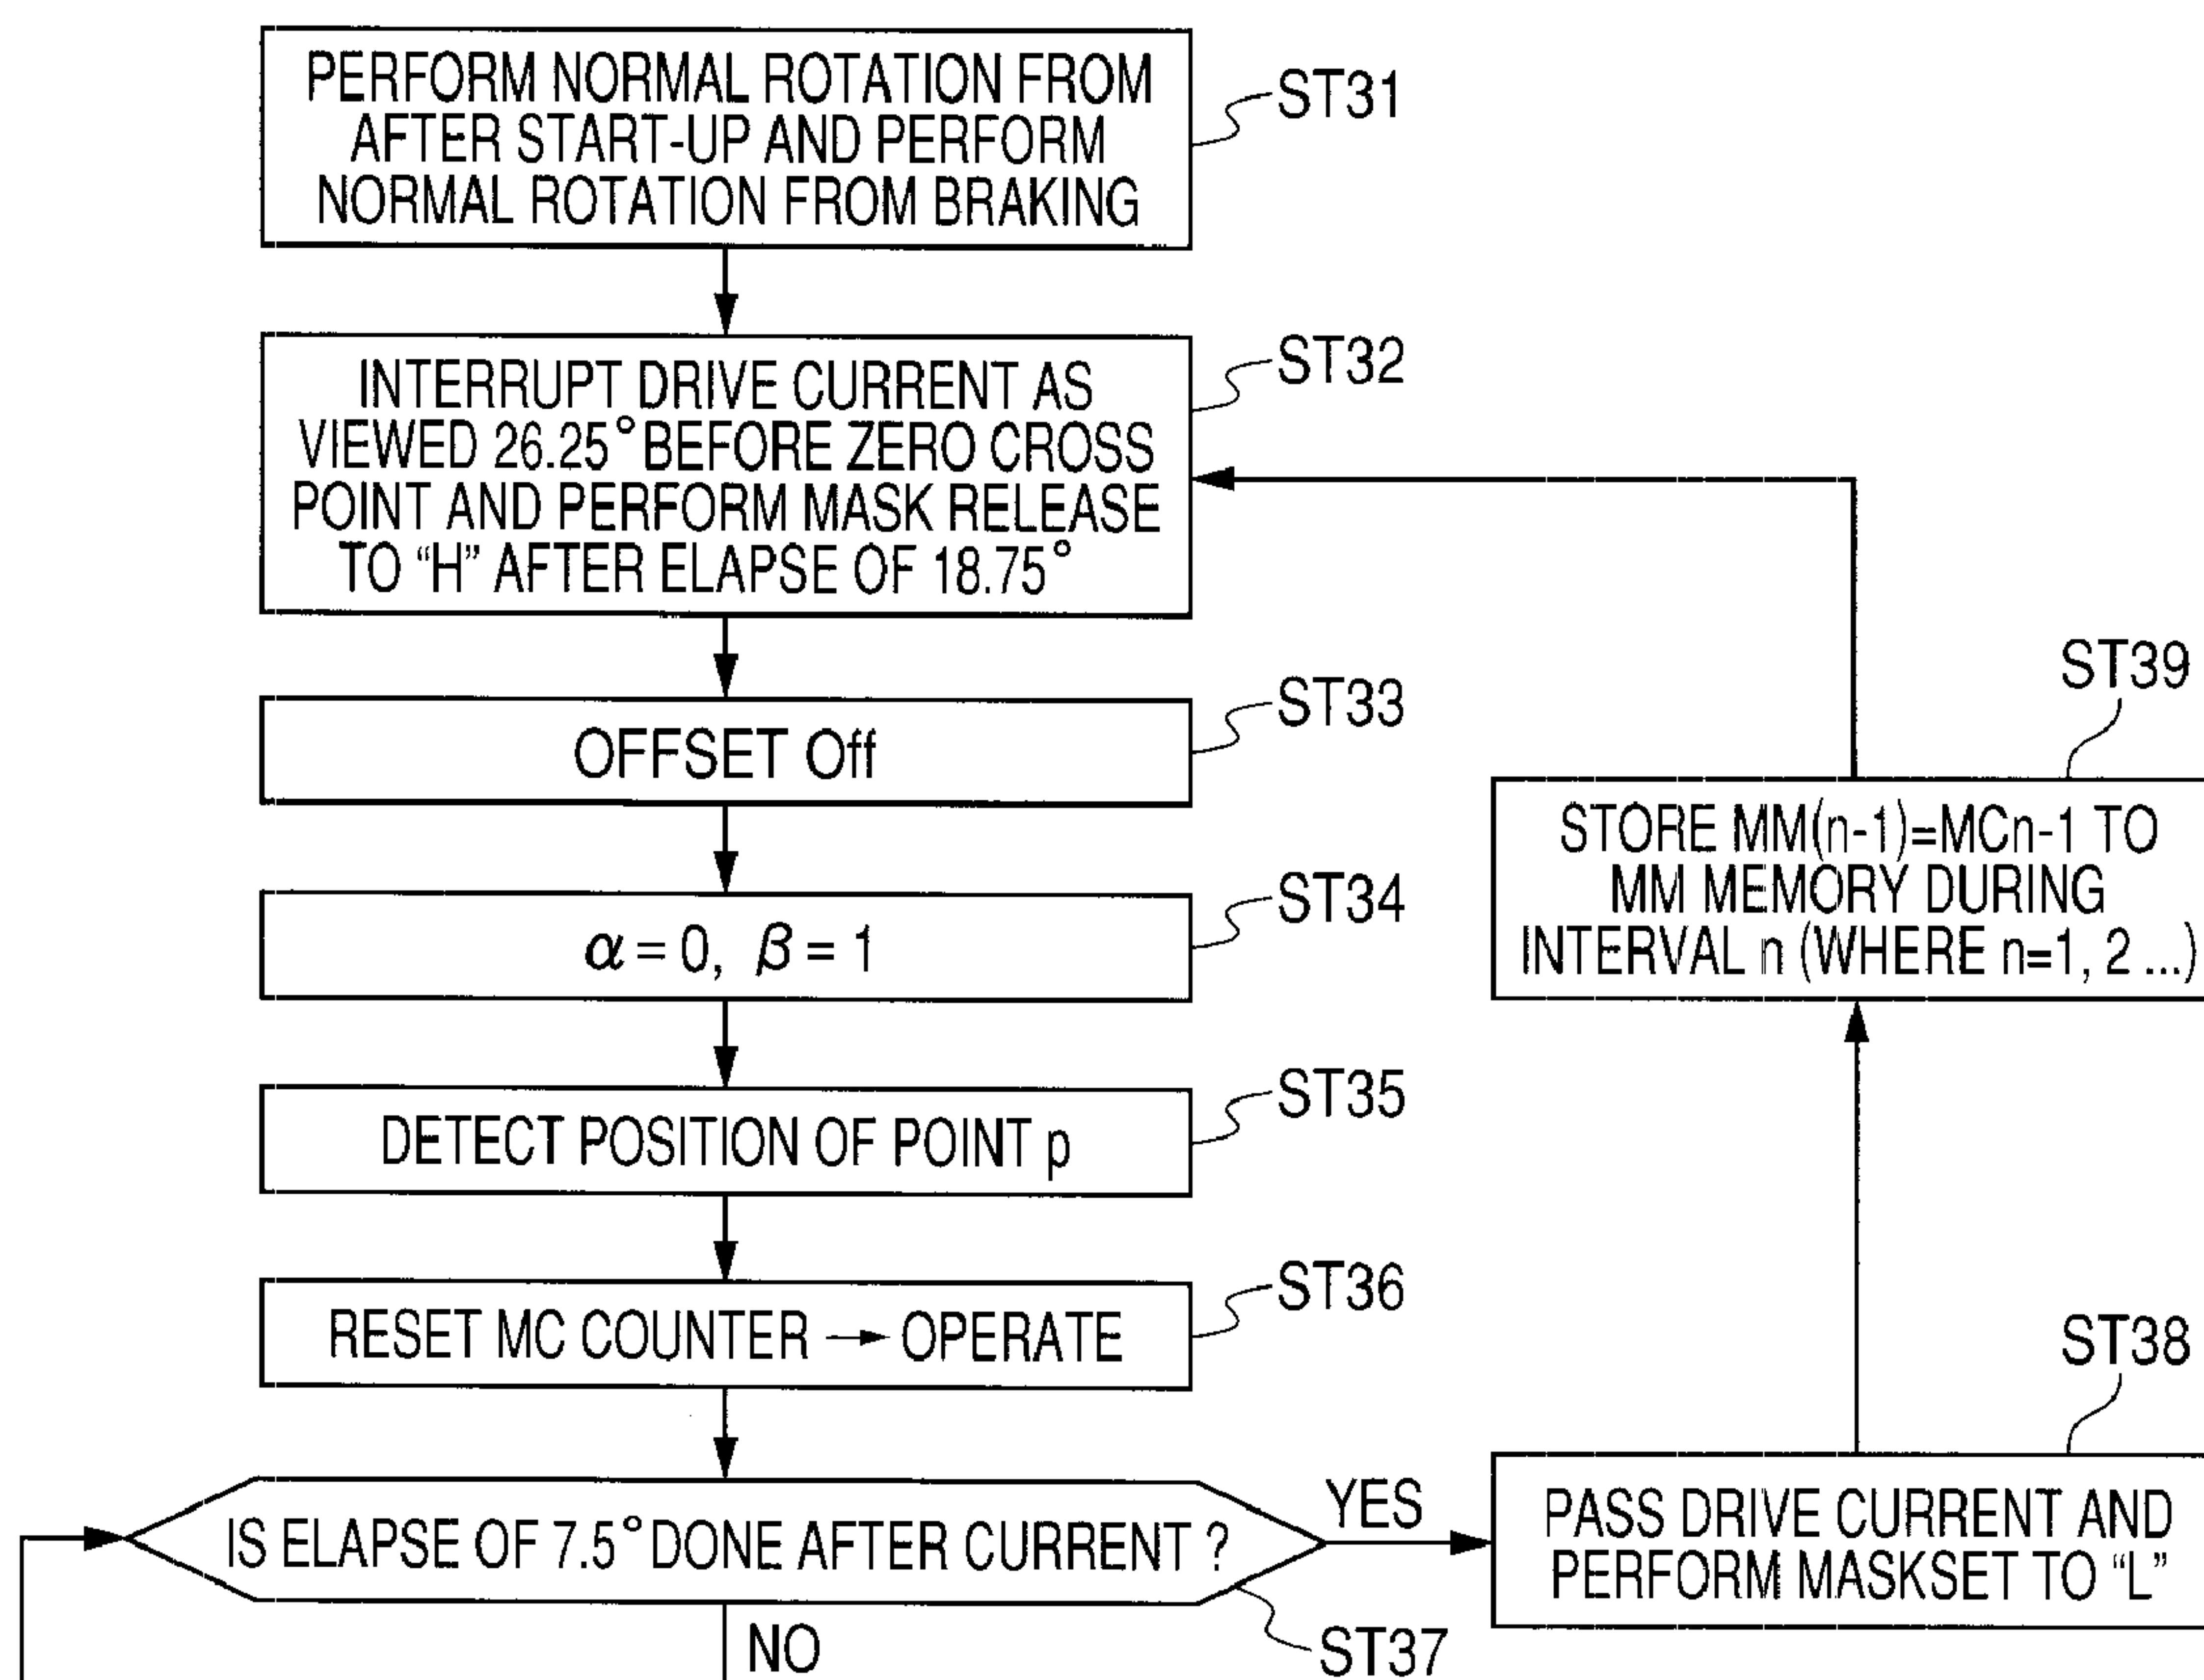 PERFORM NORMAL ROTATION FROM
AFTER START-UP AND PERFORM
NORMAL ROTATION FROM BRAKING
ST31
INTERRUPT DRIVE CURRENT AS
VIEWED 26.25° BEFORE ZERO CROSS
POINT AND PERFORM MASK RELEASE
TO “H” AFTER ELAPSE OF 18.75°
ST32
OFFSET Off
ST33
α = 0, β = 1
ST34
DETECT POSITION OF POINT p
ST35
RESET MC COUNTER → OPERATE
ST36
IS ELAPSE OF 7.5° DONE AFTER CURRENT ?
ST37
YES
NO
PASS DRIVE CURRENT AND
PERFORM MASKSET TO “L”
ST38
STORE MM(n-1)=MCn-1 TO
MM MEMORY DURING
INTERVAL n (WHERE n=1, 2 ...)
ST39